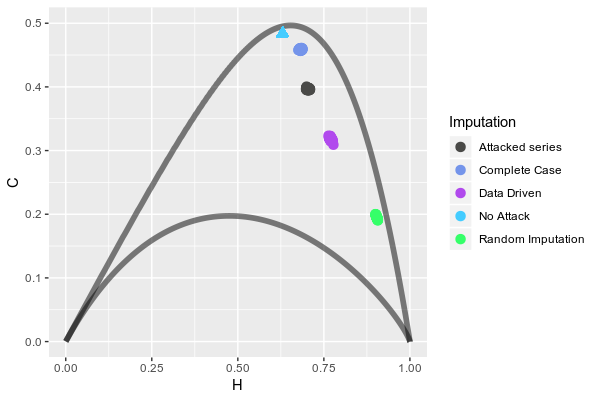 0.5
0.4
0.3
0.2
0.1
0.0
C
0.00 0.25 0.50 0.75 1.00
H
Imputation
Attacked series
Complete Case
Data Driven
No Attack
Random Imputation